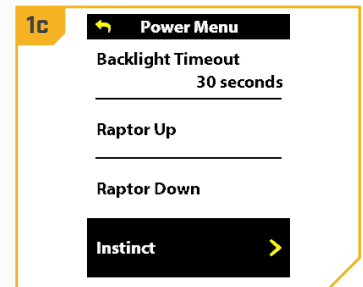 1c
Power Menu
Backlight Timeout
30 seconds
Raptor Up
Raptor Down
Instinct